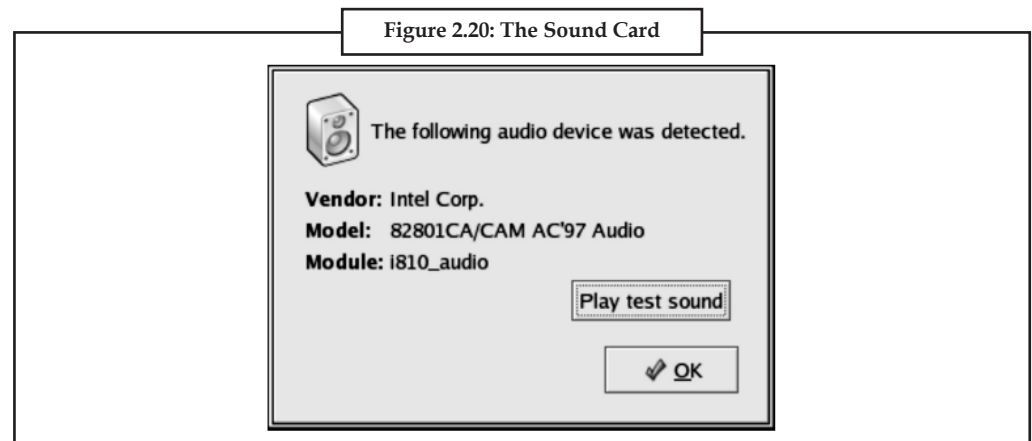 Figure 2.20: The Sound Card
The following audio device was detected.
Vendor: Intel Corp.
Model: 82801CA/CAM AC'97 Audio
Module: i810_audio
Play test sound
OK